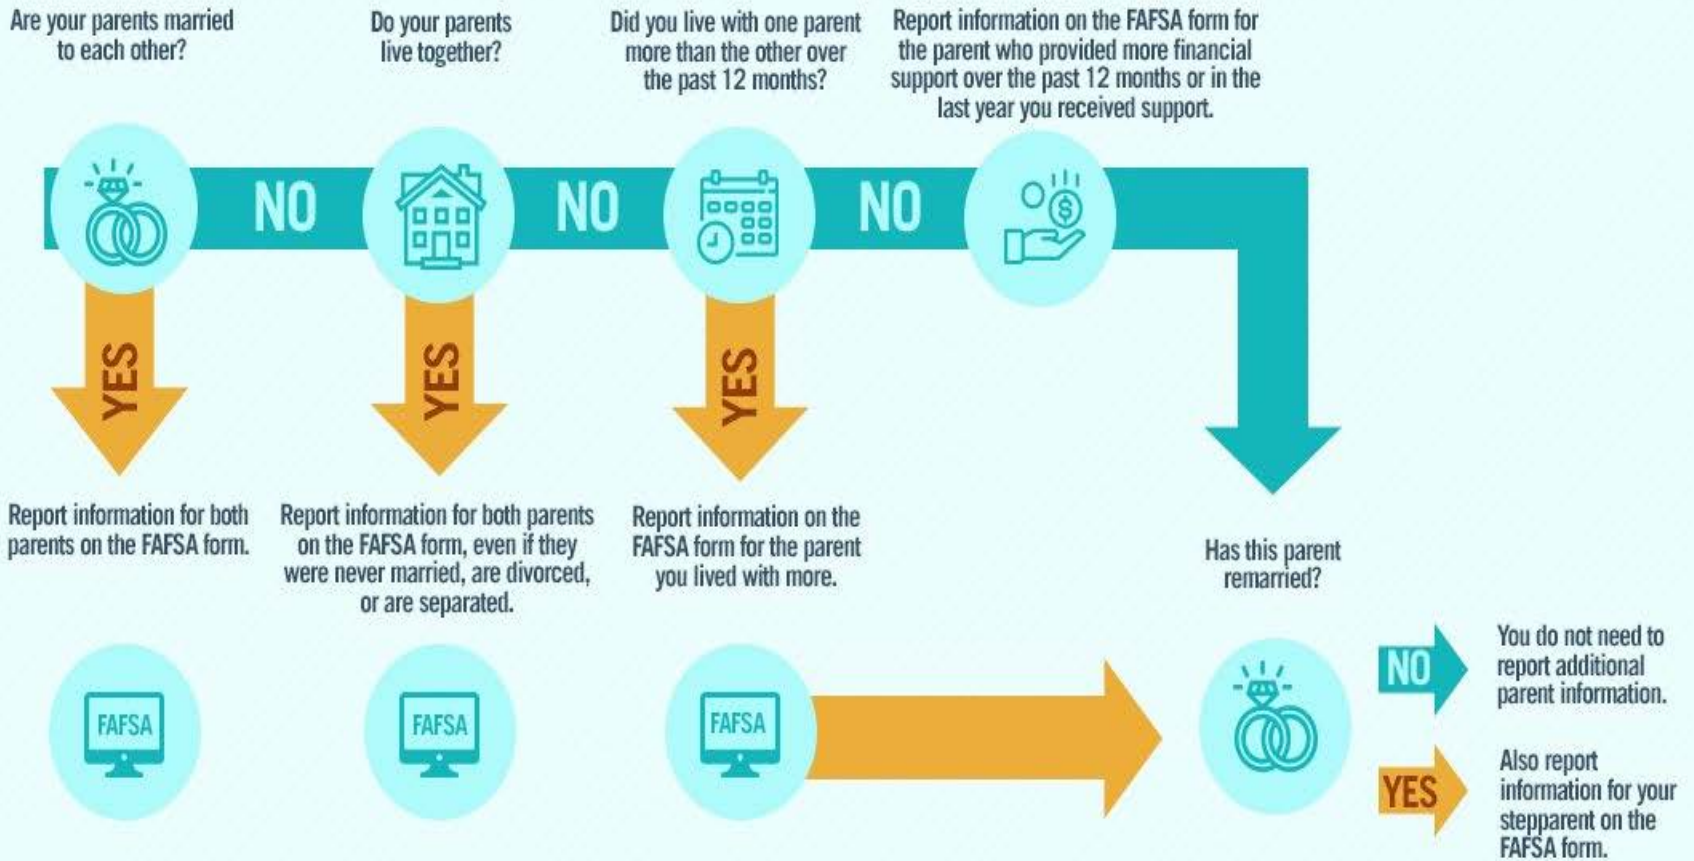 Are your parents married
to each other?
Do your parents
live together?
Did you live with one parent
more than the other over
the past 12 months?
Report information on the FAFSA form for
the parent who provided more financial
support over the past 12 months or in the
last year you received support.
NO
NO
NO
$
YES
YES
YES
Report information for both
parents on the FAFSA form.
Report information for both parents
on the FAFSA form, even if they
were never married, are divorced,
or are separated.
Report information on the
FAFSA form for the parent
you lived with more.
Has this parent
remarried?
FAFSA
FAFSA
FAFSA
NO
You do not need to
report additional
parent information.
YES
Also report
information for your
stepparent on the
FAFSA form.